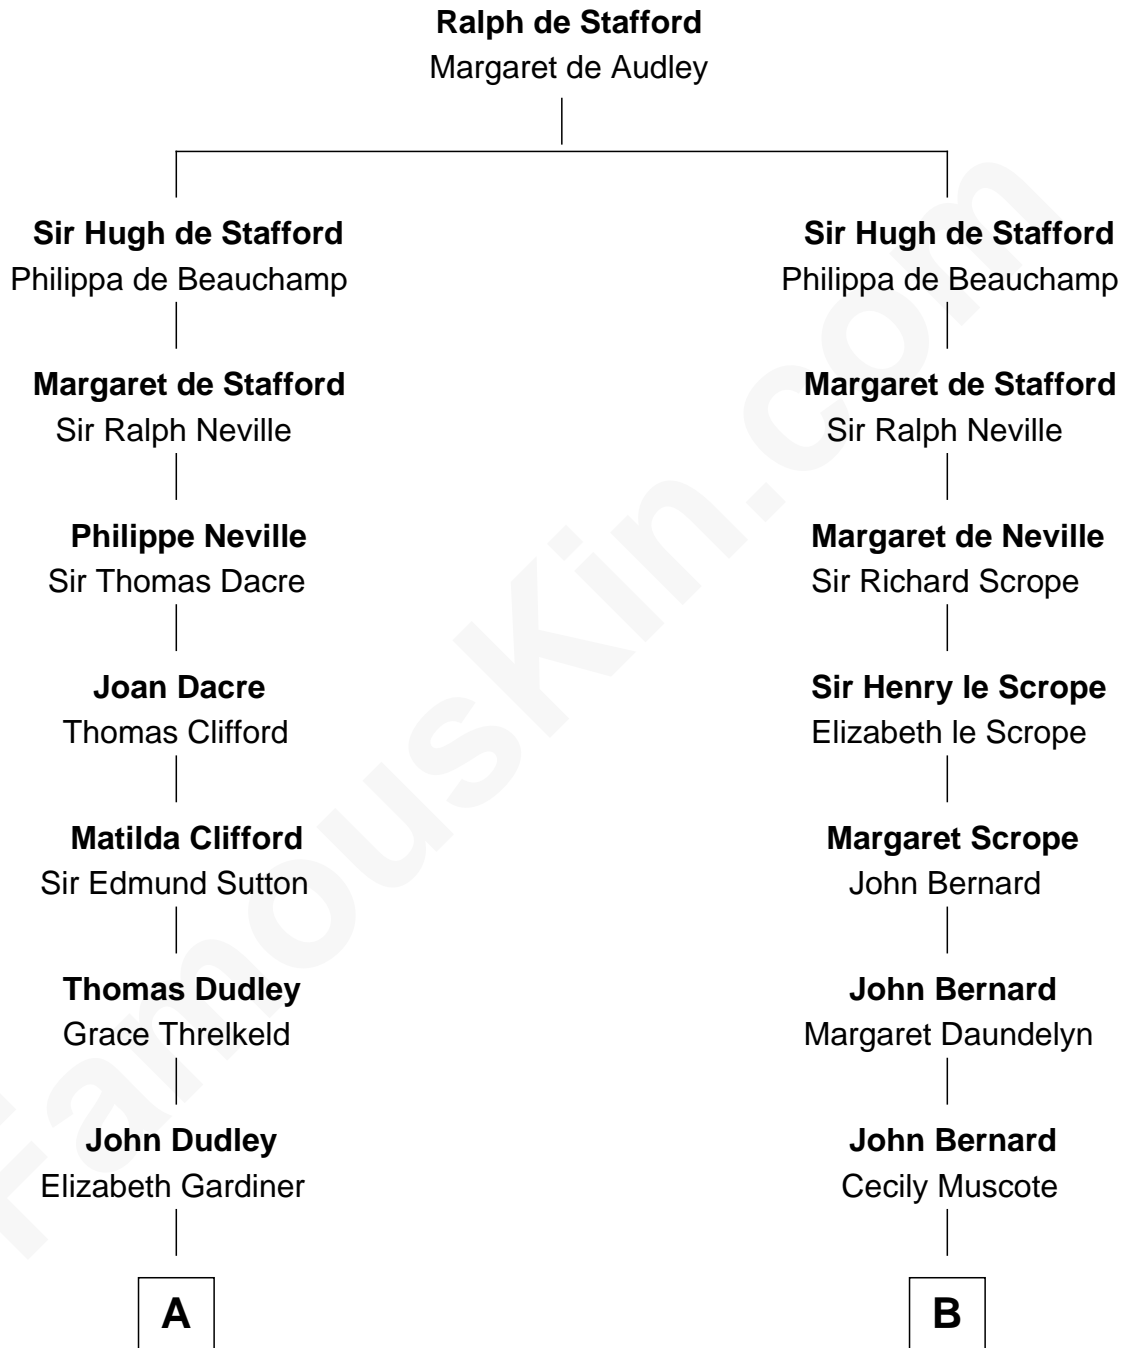 Ralph de Stafford
Margaret de Audley
Sir Hugh de Stafford
Philippa de Beauchamp
Margaret de Stafford
Sir Ralph Neville
Philippe Neville
Sir Thomas Dacre
Joan Dacre
Thomas Clifford
Matilda Clifford
Sir Edmund Sutton
Thomas Dudley
Grace Threlkeld
John Dudley
Elizabeth Gardiner
A
Sir Hugh de Stafford
Philippa de Beauchamp
Margaret de Stafford
Sir Ralph Neville
Margaret de Neville
Sir Richard Scrope
Sir Henry le Scrope
Elizabeth le Scrope
Margaret Scrope
John Bernard
John Bernard
Margaret Daundelyn
John Bernard
Cecily Muscote
B
FamousKin.com